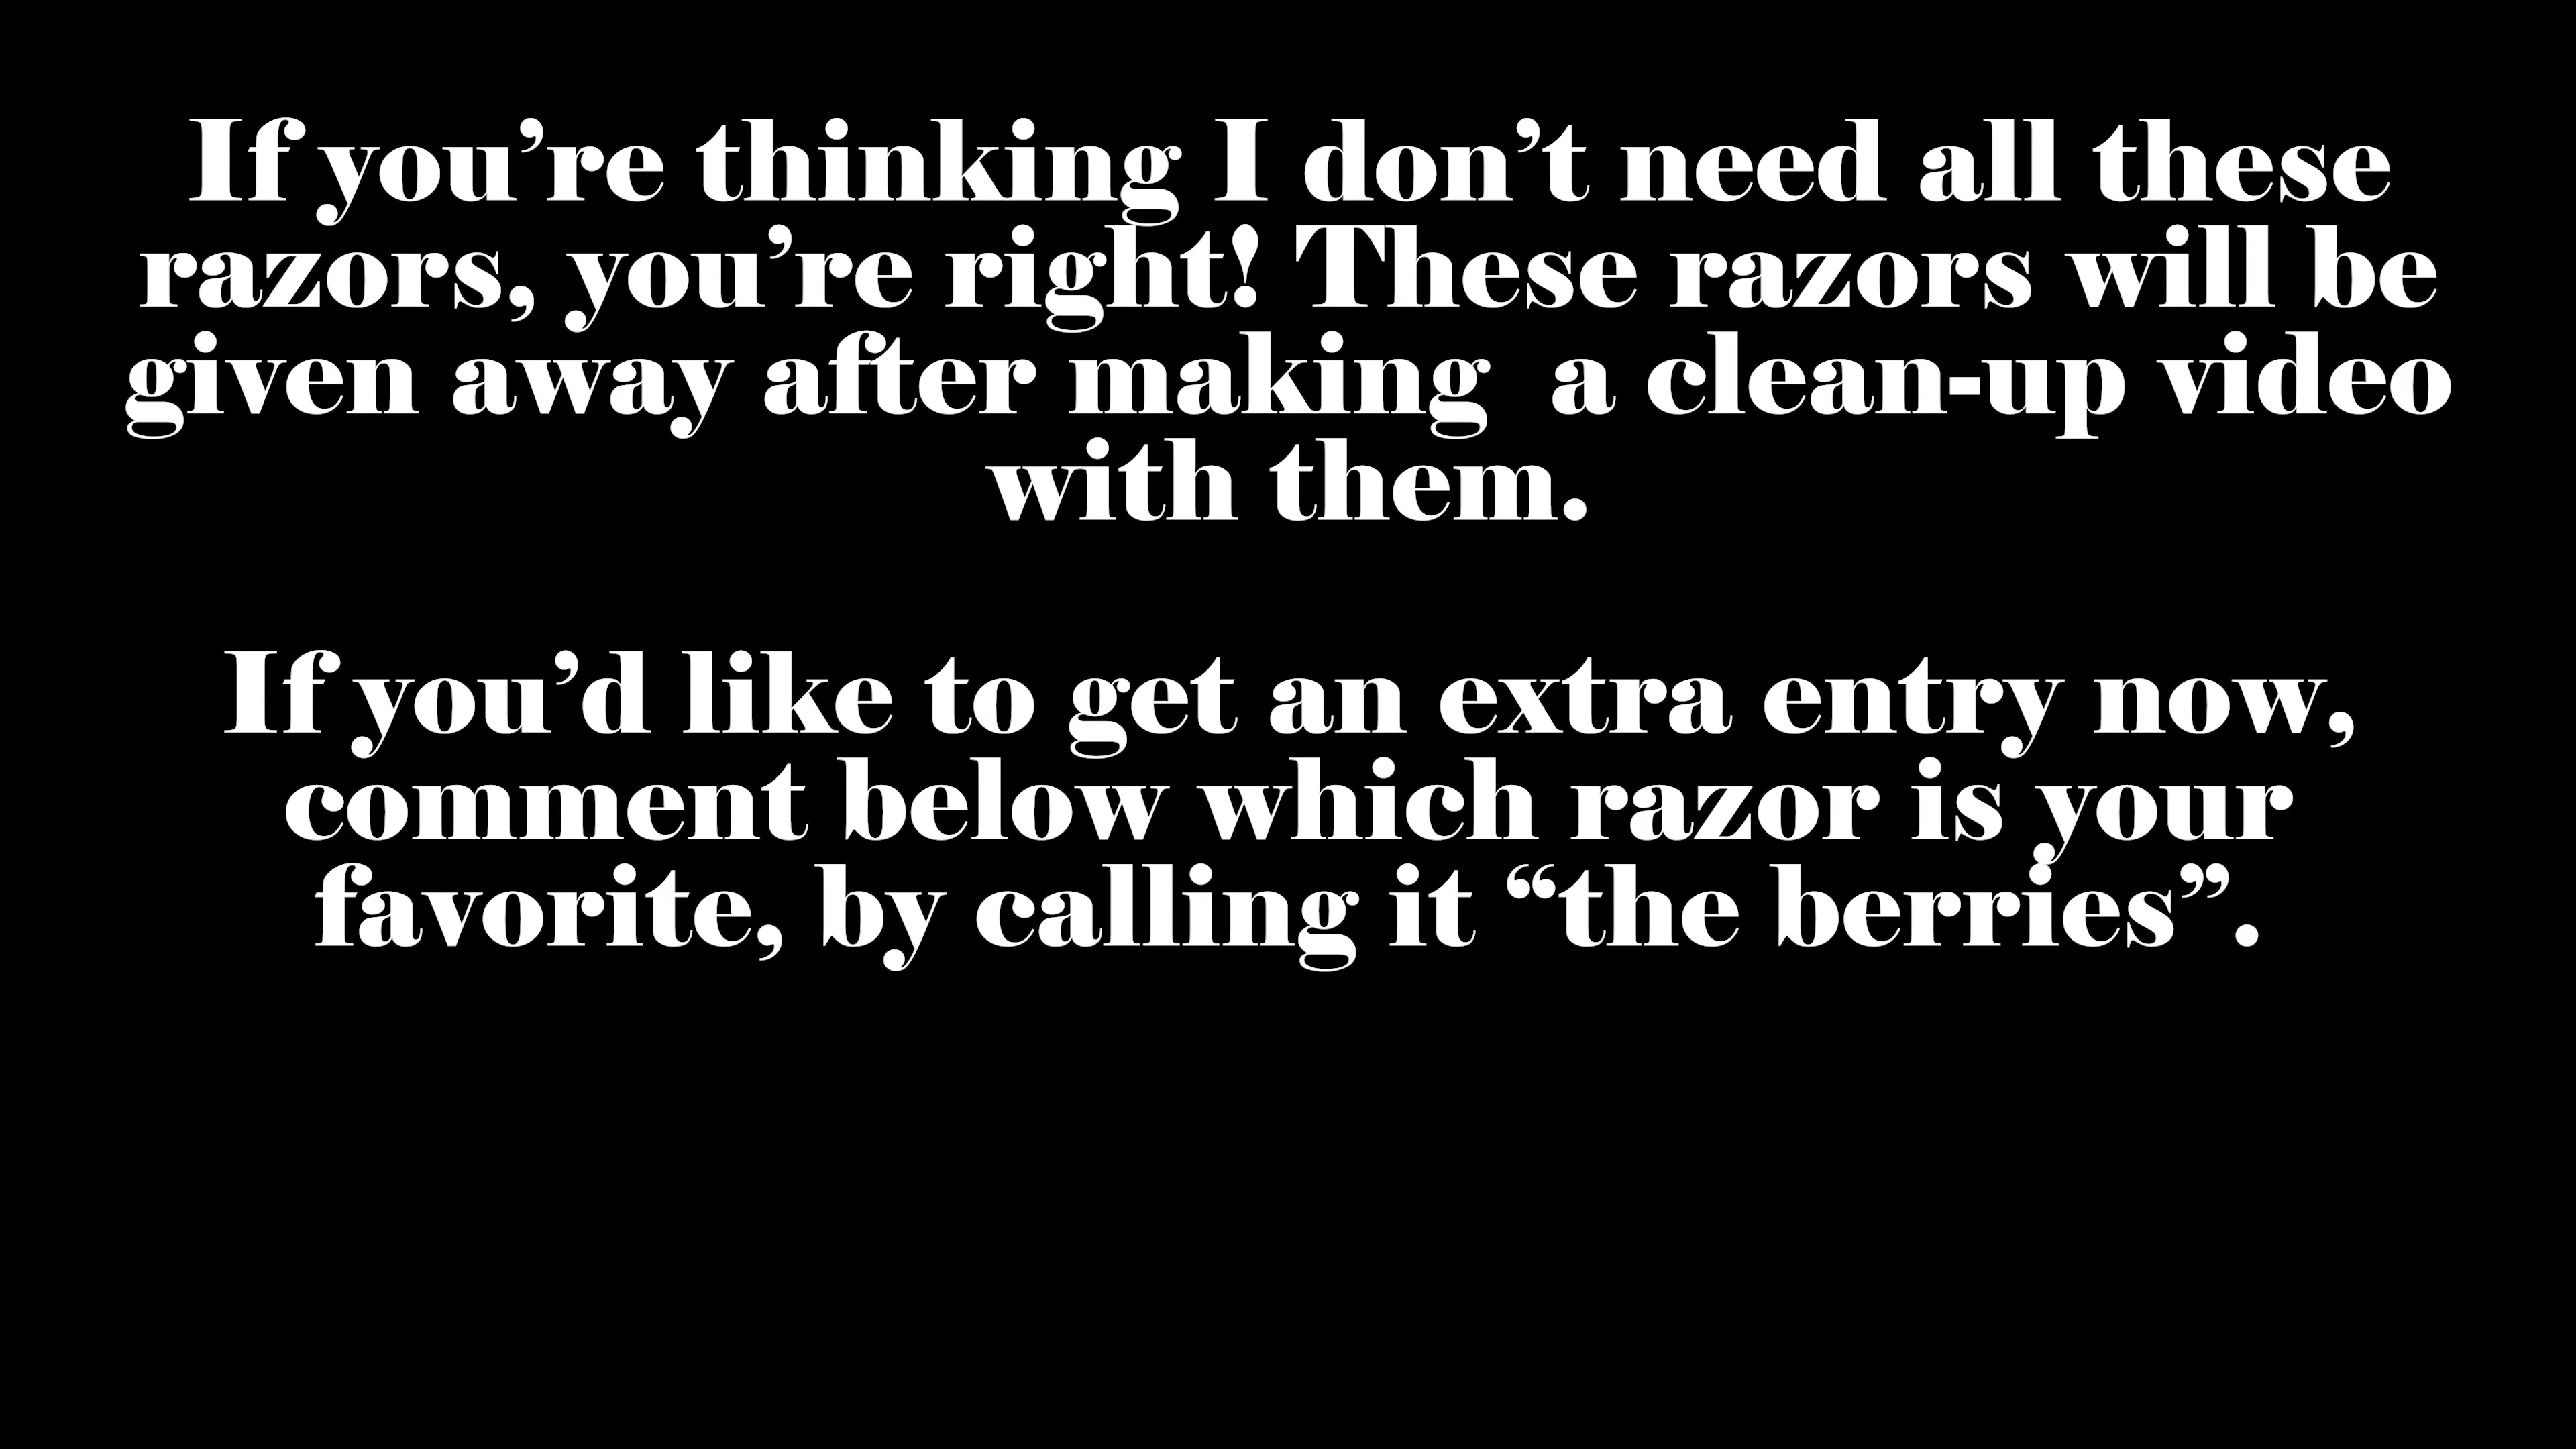 If you’re thinking I don’t need all these
razors, you’re right! These razors will be
given away after making  a clean-up video
with them.
If you’d like to get an extra entry now,
comment below which razor is your
favorite, by calling it “the berries”.